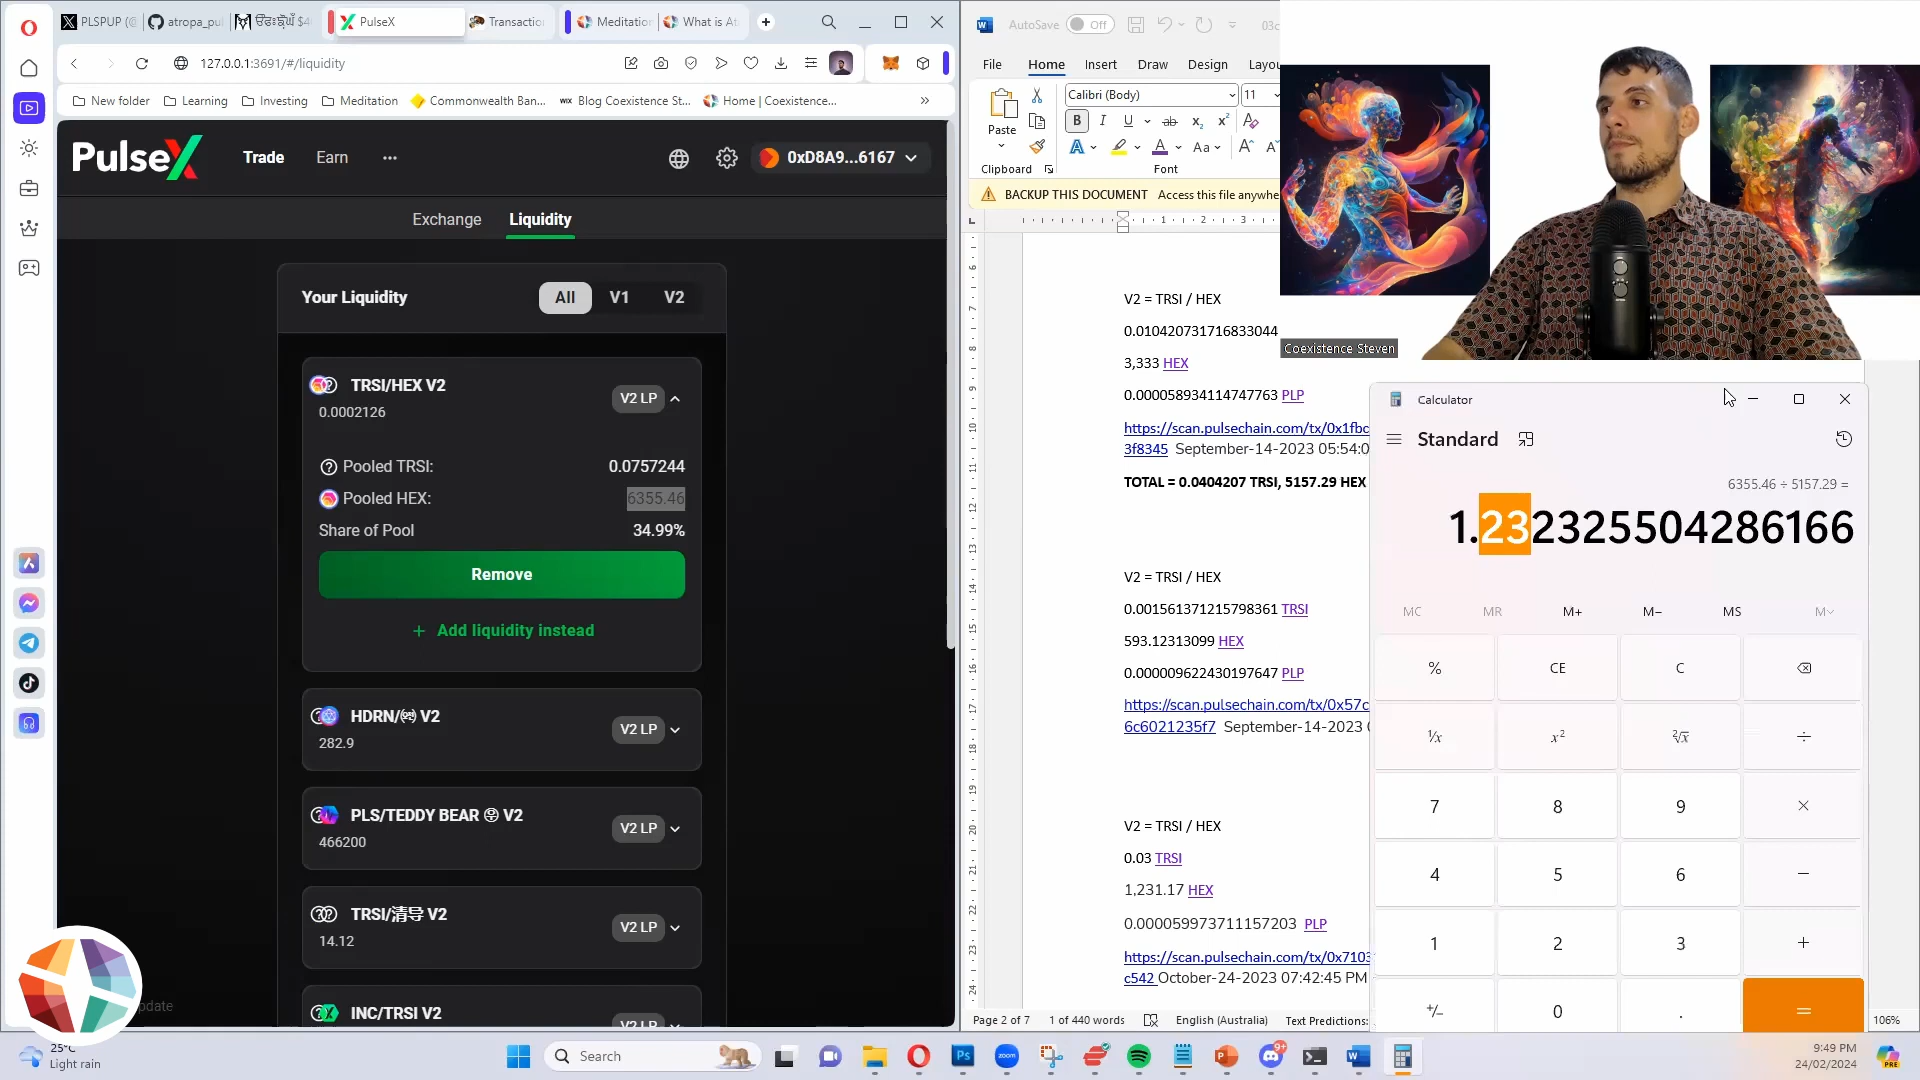 PLSPUP (@
atropa_pul
PulseX
Transactio
Meditation
What is At
127.0.0.1:3691/#/liquidity
New folder
Learning
Investing
Meditation
Commonwealth Ban...
Blog Coexistence St...
Home | Coexistence...
PulseX
Trade
Earn
0xD8A9...6167
Exchange
Liquidity
Your Liquidity
All
V1
V2
TRSI/HEX V2
0.0002126
V2 LP
Pooled TRSI:
0.0757244
Pooled HEX:
6355.46
Share of Pool
34.99%
Remove
+ Add liquidity instead
282.9
V2 LP
PLS/TEDDY BEAR ㉾ V2
466200
V2 LP
TRSI/清导 V2
14.12
V2 LP
INC/TRSI V2
V2 LP
pdate
AutoSave
Off
File
Home
Insert
Draw
Design
Layou
Calibri (Body)
11
Paste
Clipboard
Font
BACKUP THIS DOCUMENT Access this file anywhe
V2 = TRSI / HEX
0.010420731716833044
3,333 HEX
0.000058934114747763 PLP
https://scan.pulsechain.com/tx/0x1fbc
3f8345 September-14-2023 05:54:0
TOTAL = 0.0404207 TRSI, 5157.29 HEX
V2 = TRSI / HEX
0.001561371215798361 TRSI
593.12313099 HEX
0.000009622430197647 PLP
https://scan.pulsechain.com/tx/0x57c
6c6021235f7 September-14-2023 0
V2 = TRSI / HEX
0.03 TRSI
1,231.17 HEX
0.000059973711157203 PLP
https://scan.pulsechain.com/tx/0x7103
c542 October-24-2023 07:42:45 PM
Page 2 of 7
1 of 440 words
English (Australia)
Text Predictions:
106%
Coexistence Steven
Calculator
Standard
6355.46 ÷ 5157.29 =
1.232325504286166
MC
MR
M+
M−
MS
M
%
CE
C
¹/x
x²
²√x
÷
7
8
9
×
4
5
6
−
1
2
3
+
+/−
0
.
=
25°C
Light rain
Search
9:49 PM
24/02/2024